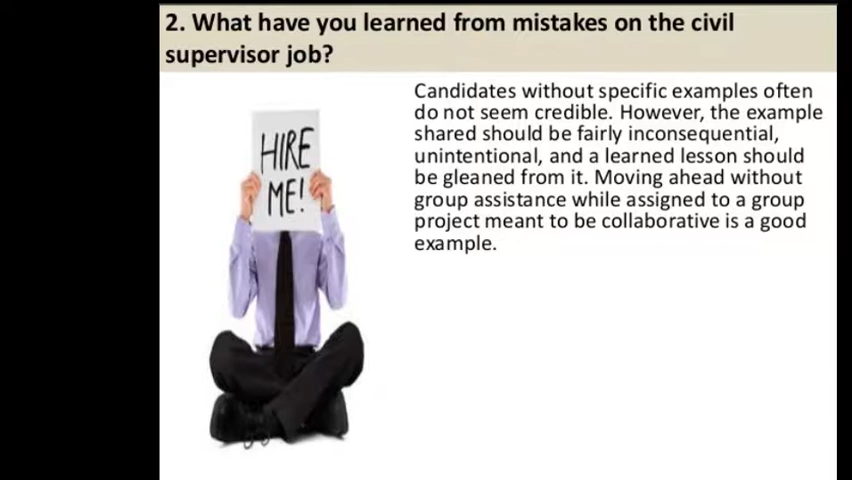 2. What have you learned from mistakes on the civil
supervisor job?
HIRE
ME!
Candidates without specific examples often
do not seem credible. However, the example
shared should be fairly inconsequential,
unintentional, and a learned lesson should
be gleaned from it. Moving ahead without
group assistance while assigned to a group
project meant to be collaborative is a good
example.